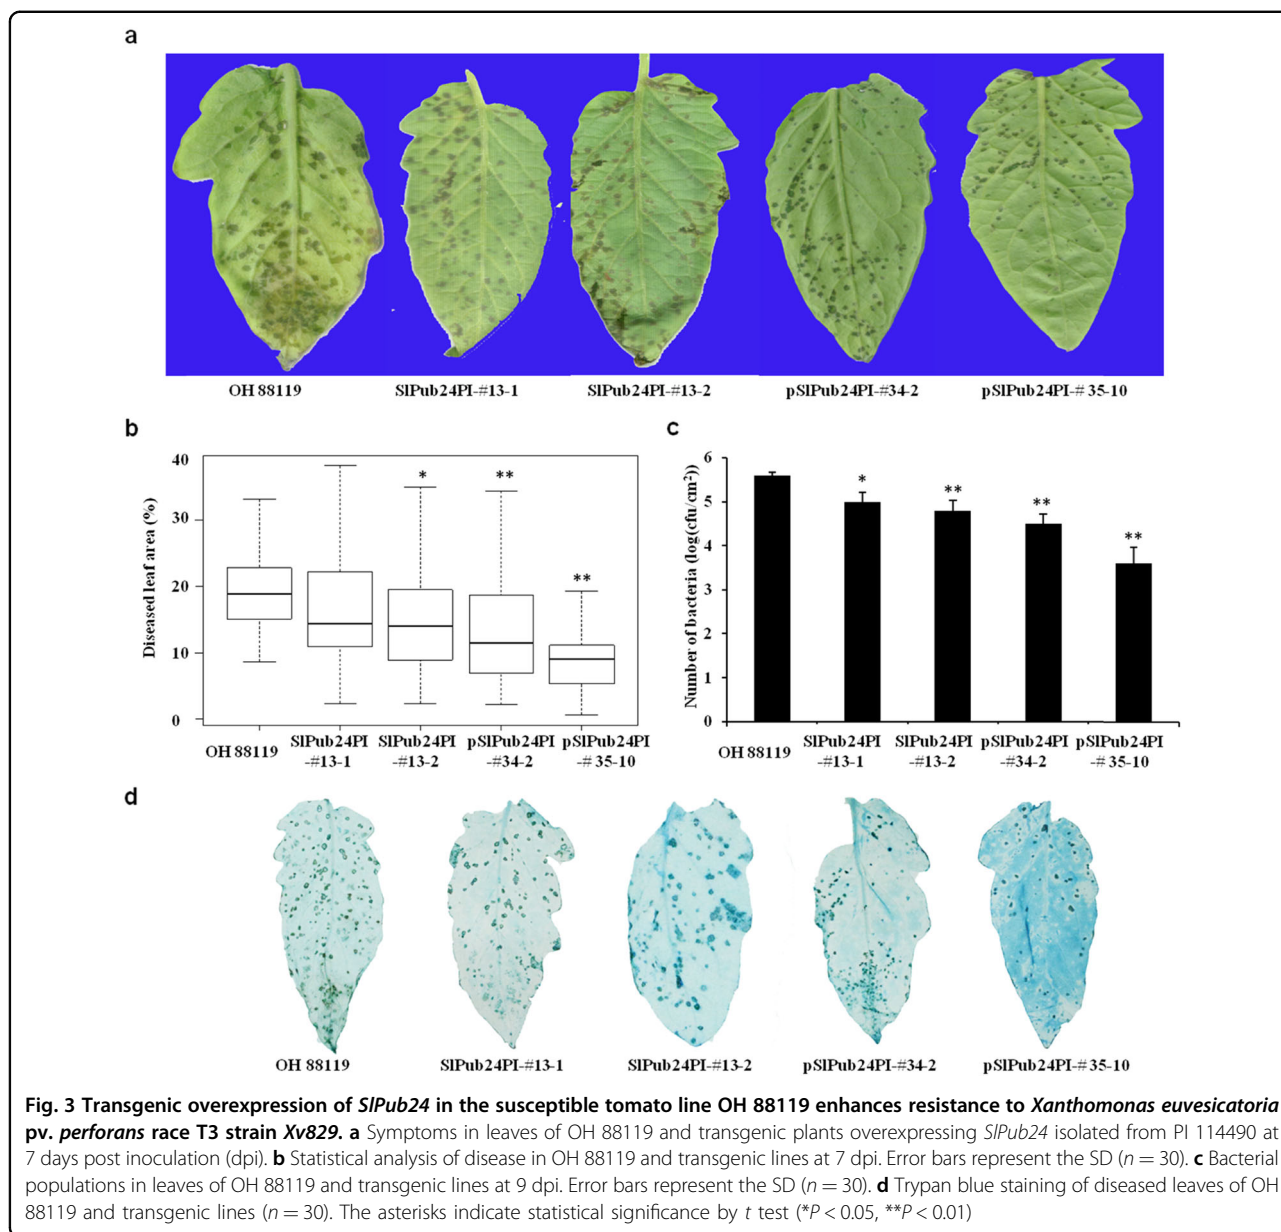 a
OH 88119
SlPub24PI-#13-1
SlPub24PI-#13-2
pSlPub24PI-#34-2
pSlPub24PI-# 35-10
b
Diseased leaf area (%)
40
30
20
10
0
*
**
**
OH 88119
SlPub24PI
-#13-1
SlPub24PI
-#13-2
pSlPub24PI
-#34-2
pSlPub24PI
-# 35-10
c
Number of bacteria (log(cfu/cm²))
6
5
4
3
2
1
0
*
**
**
**
OH 88119
SlPub24PI
-#13-1
SlPub24PI
-#13-2
pSlPub24PI
-#34-2
pSlPub24PI
-# 35-10
d
OH 88119
SlPub24PI-#13-1
SlPub24PI-#13-2
pSlPub24PI-#34-2
pSlPub24PI-# 35-10
Fig. 3 Transgenic overexpression of SlPub24 in the susceptible tomato line OH 88119 enhances resistance to Xanthomonas euvesicatoria
pv. perforans race T3 strain Xv829. a Symptoms in leaves of OH 88119 and transgenic plants overexpressing SlPub24 isolated from PI 114490 at
7 days post inoculation (dpi). b Statistical analysis of disease in OH 88119 and transgenic lines at 7 dpi. Error bars represent the SD (n = 30). c Bacterial
populations in leaves of OH 88119 and transgenic lines at 9 dpi. Error bars represent the SD (n = 30). d Trypan blue staining of diseased leaves of OH
88119 and transgenic lines (n = 30). The asterisks indicate statistical significance by t test (*P < 0.05, **P < 0.01)